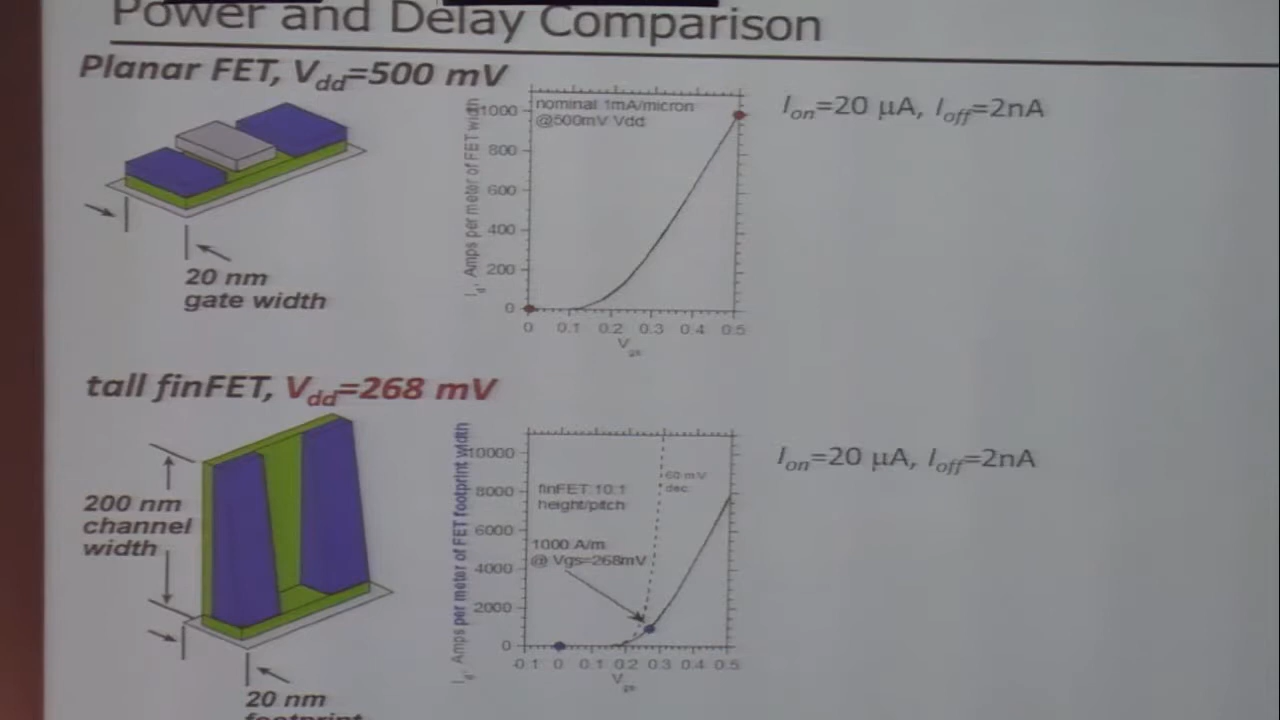 Power and Delay Comparison
Planar FET, Vdd=500 mV
20 nm
gate width
Id, Amps per meter of FET width
1000
800
600
400
200
0
nominal 1mA/micron
@500mV Vdd
0 0.1 0.2 0.3 0.4 0.5
Vgs
Ion=20 μA, Ioff=2nA
tall finFET, Vdd=268 mV
200 nm
channel
width
20 nm
footprint
Id, Amps per meter of FET footprint width
10000
8000
6000
4000
2000
0
finFET 10:1
height/pitch
60 mV
dec.
1000 A/m
@ Vgs=268mV
-0.1 0 0.1 0.2 0.3 0.4 0.5
Vgs
Ion=20 μA, Ioff=2nA